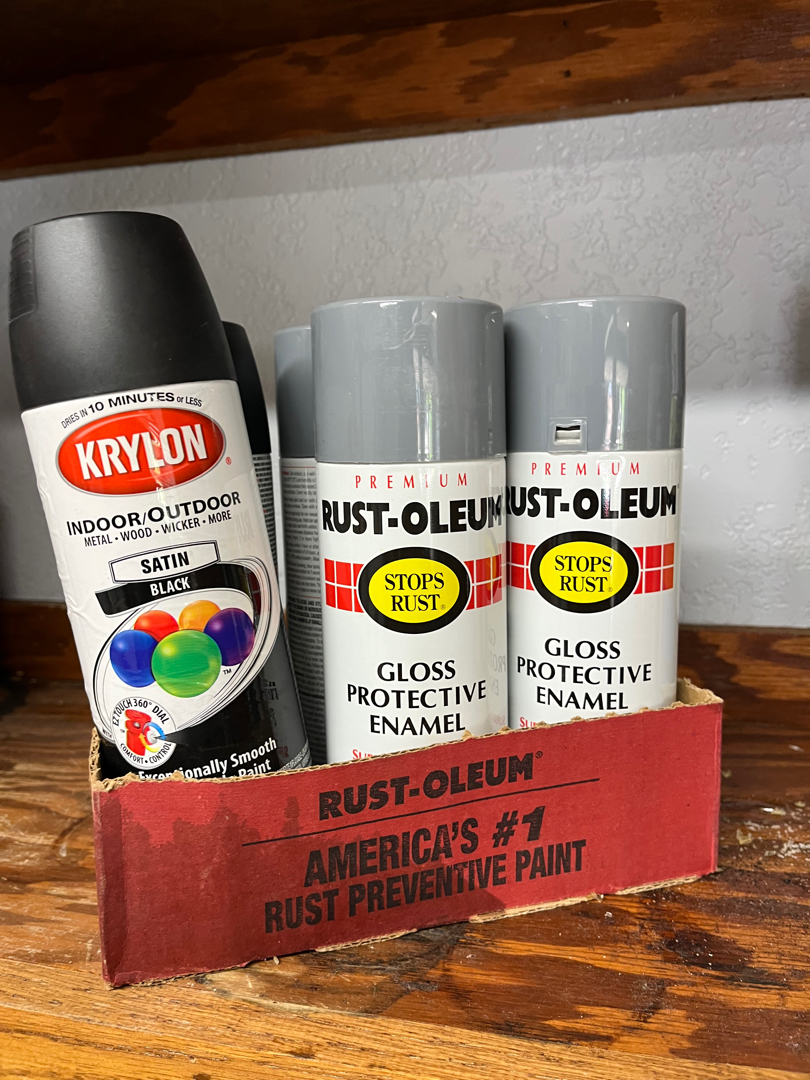 DRIES IN 10 MINUTES OR LESS
KRYLON®
INDOOR/OUTDOOR
METAL • WOOD • WICKER • MORE
SATIN
BLACK
TM
EZ TOUCH 360° DIAL
COMFORT • CONTROL
Exceptionally Smooth
Paint
PREMIUM
RUST-OLEUM
STOPS
RUST®
GLOSS
PROTECTIVE
ENAMEL
PREMIUM
RUST-OLEUM
STOPS
RUST®
GLOSS
PROTECTIVE
ENAMEL
RUST-OLEUM®
AMERICA'S #1
RUST PREVENTIVE PAINT